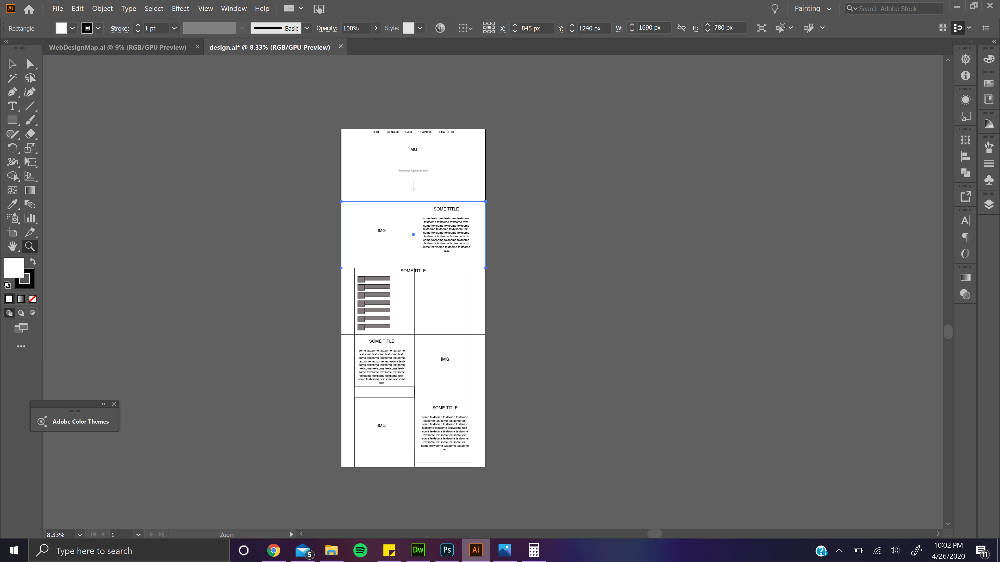 Ai File Edit Object Type Select Effect View Window Help Painting Search Adobe Stock
Rectangle Stroke: 1 pt Basic Opacity: 100% Style: X: 845 px Y: 1240 px W: 1690 px H: 780 px
WebDesignMap.ai @ 9% (RGB/GPU Preview) design.ai* @ 8.33% (RGB/GPU Preview)
HOME SIPNOSIS CAST CHAPTER I CHAPTER II
IMG
What your fears look like?
SOME TITLE
some textsome textsome textsome
textsome textsome textsome text-
some textsome textsome textsome
textsome textsome textvsome text-
some textsome textsome textsome
textsome textsome textsome text-
some textsome textsome textsome
textsome textsome textsome text-
some textvsome textsome textsome
text
IMG
SOME TITLE
SOME TITLE
some textsome textsome textsome
textsome textsome textsome text-
some textsome textsome textsome
textsome textsome textvsome text-
some textsome textsome textsome
textsome textsome textsome text-
some textsome textsome textsome
textsome textsome textsome text-
some textvsome textsome textsome
text
IMG
SOME TITLE
some textsome textsome textsome
textsome textsome textsome text-
some textsome textsome textsome
textsome textsome textvsome text-
some textsome textsome textsome
textsome textsome textsome text-
some textsome textsome textsome
textsome textsome textsome text-
some textvsome textsome textsome
text
IMG
Adobe Color Themes
8.33% 1 Zoom
Type here to search 5 Dw Ps Ai 10:02 PM
4/26/2020 11